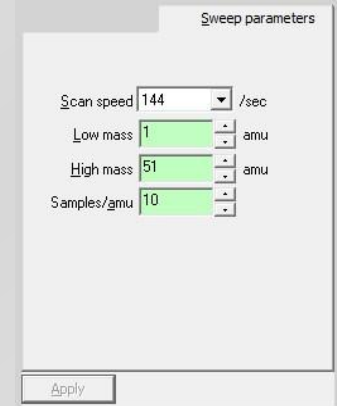 Sweep parameters
Scan speed 144 /sec
Low mass 1 amu
High mass 51 amu
Samples/amu 10
Apply